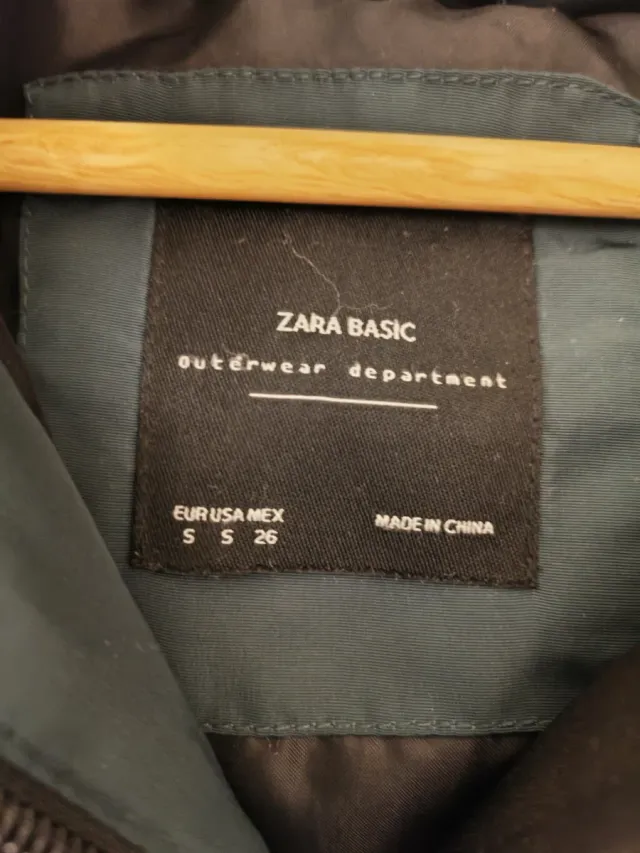 ZARA BASIC
outerwear department
EUR USA MEX
S S 26
MADE IN CHINA